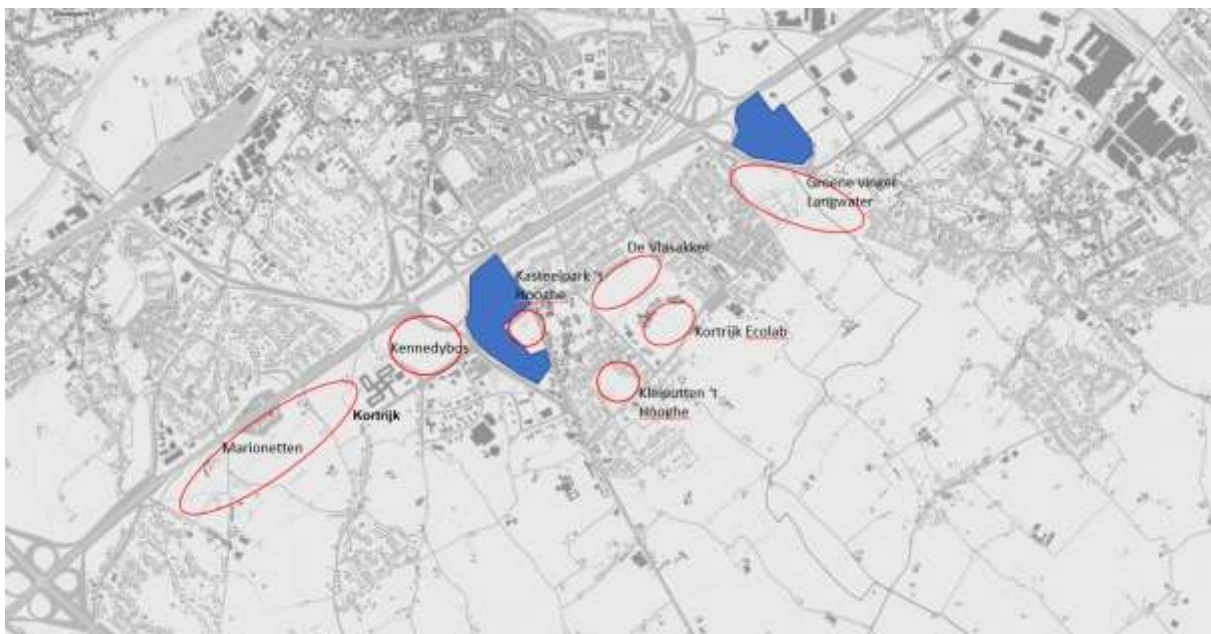 Groene vinger
Langwater
De Vlasakker
Kasteelpark 't
Hooghe
Kortrijk Ecolab
Kennedybos
Kleiputten 't
Hooghe
Kortrijk
Marionetten